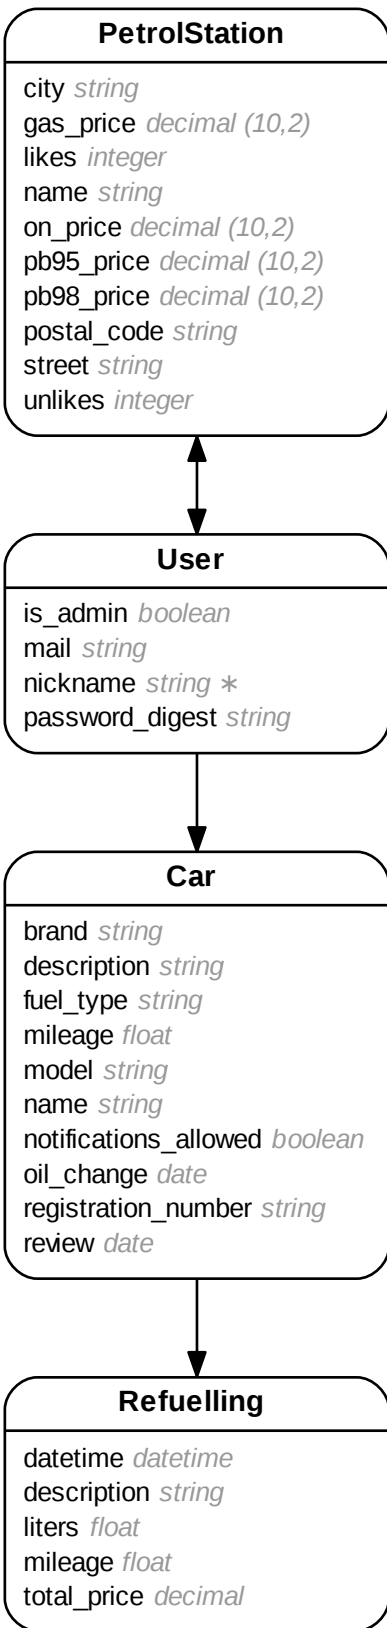 PetrolStation
city string
gas_price decimal (10,2)
likes integer
name string
on_price decimal (10,2)
pb95_price decimal (10,2)
pb98_price decimal (10,2)
postal_code string
street string
unlikes integer
User
is_admin boolean
mail string
nickname string ∗
password_digest string
Car
brand string
description string
fuel_type string
mileage float
model string
name string
notifications_allowed boolean
oil_change date
registration_number string
review date
Refuelling
datetime datetime
description string
liters float
mileage float
total_price decimal